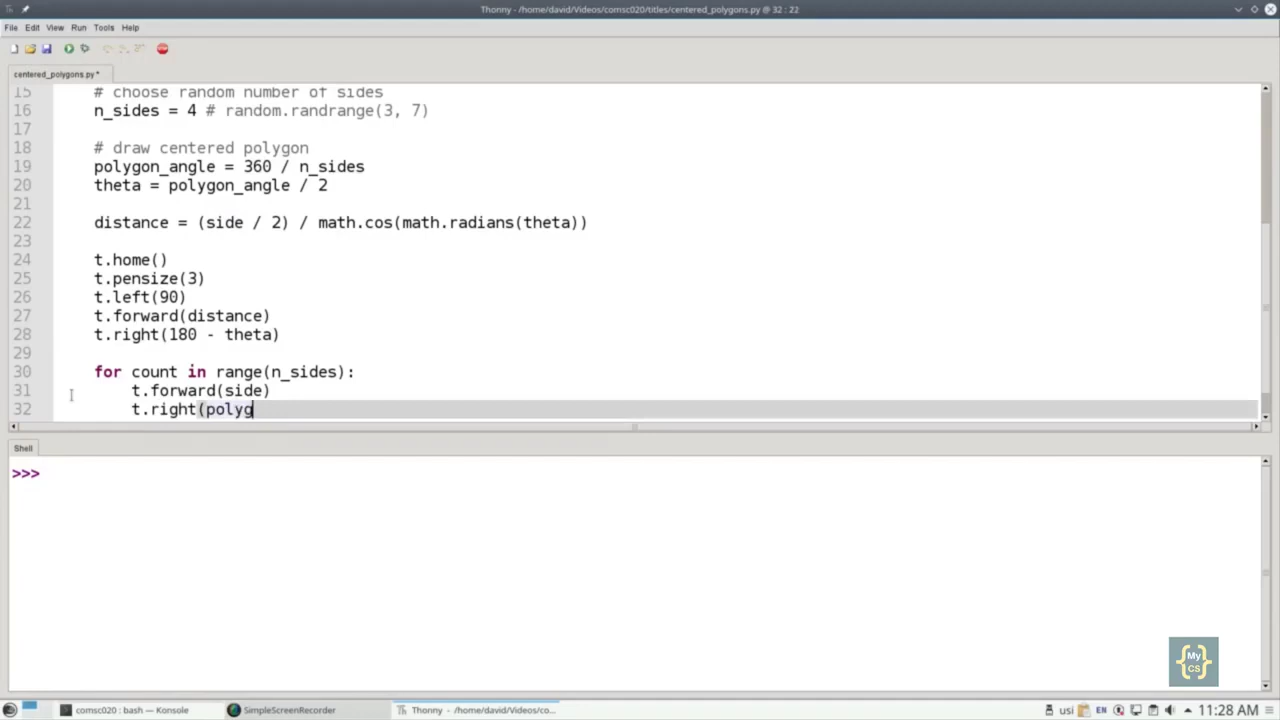 Thonny - /home/david/Videos/comsc020/titles/centered_polygons.py @ 32 : 22
File Edit View Run Tools Help
centered_polygons.py *
15 # choose random number of sides
16 n_sides = 4 # random.randrange(3, 7)
17
18 # draw centered polygon
19 polygon_angle = 360 / n_sides
20 theta = polygon_angle / 2
21
22 distance = (side / 2) / math.cos(math.radians(theta))
23
24 t.home()
25 t.pensize(3)
26 t.left(90)
27 t.forward(distance)
28 t.right(180 - theta)
29
30 for count in range(n_sides):
31 t.forward(side)
32 t.right(polyg
Shell
>>>
My
{CS}
comsc020 : bash — Konsole SimpleScreenRecorder Thonny - /home/david/Videos/co... usi EN 11:28 AM